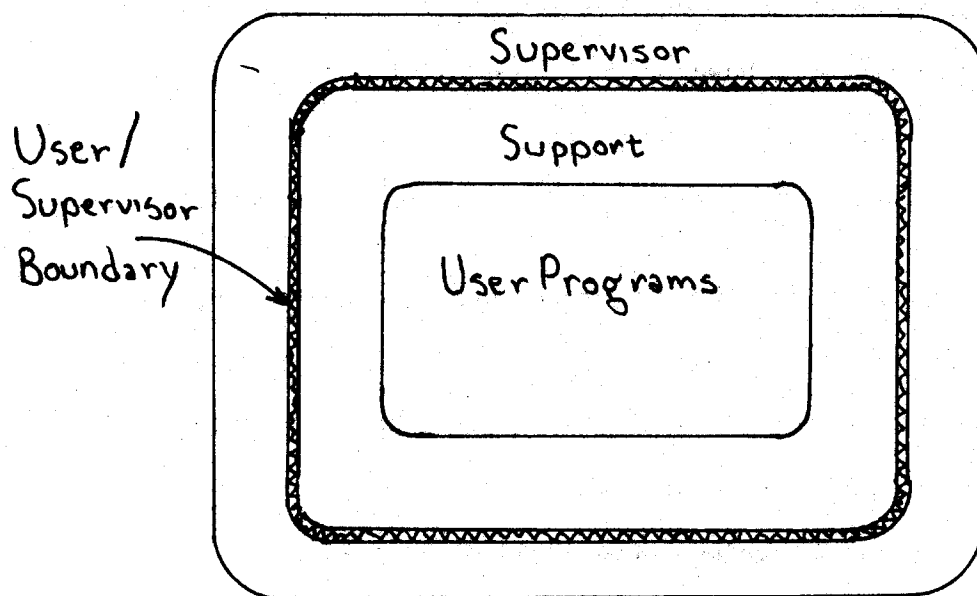 Supervisor
Support
User Programs
User/
Supervisor
Boundary